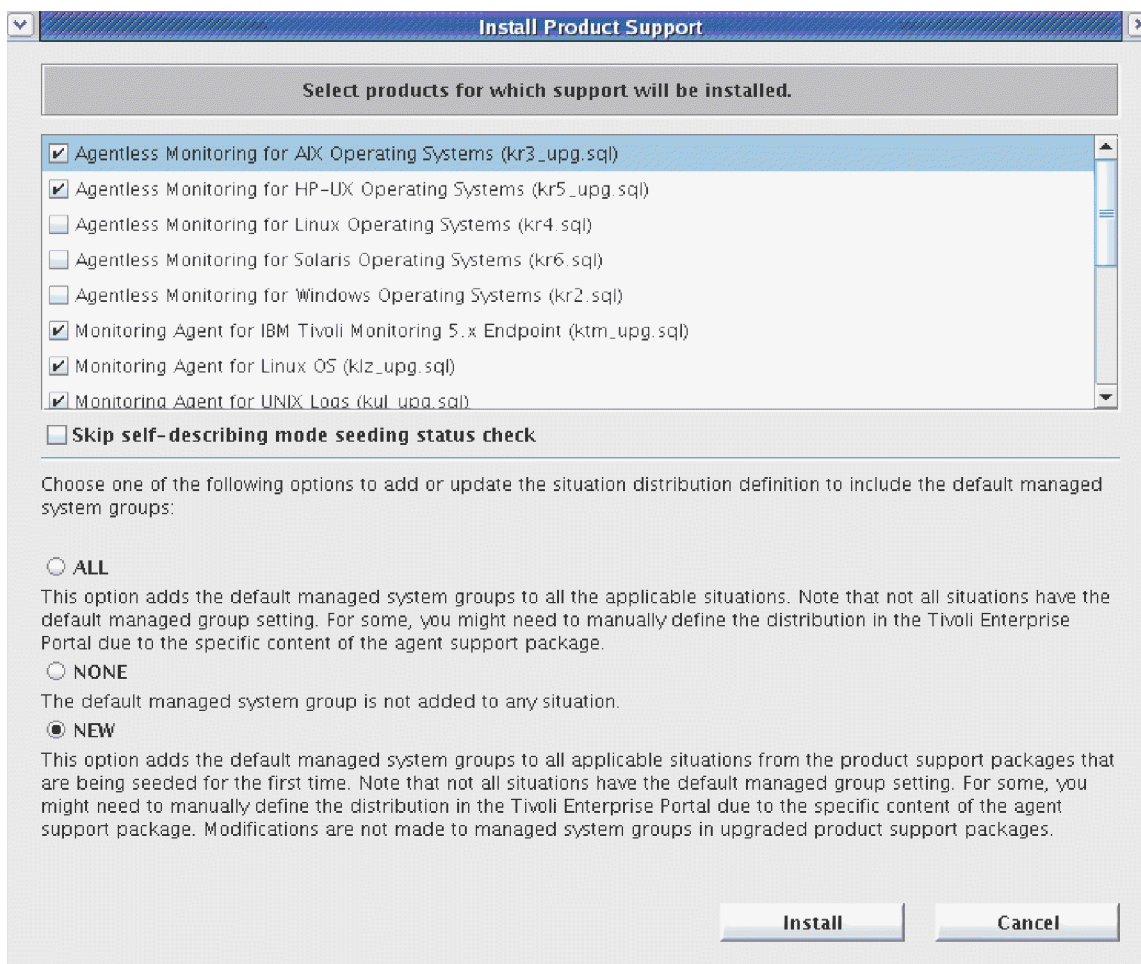 Install Product Support
Select products for which support will be installed.
Agentless Monitoring for AIX Operating Systems (kr3_upg.sql)
Agentless Monitoring for HP-UX Operating Systems (kr5_upg.sql)
Agentless Monitoring for Linux Operating Systems (kr4.sql)
Agentless Monitoring for Solaris Operating Systems (kr6.sql)
Agentless Monitoring for Windows Operating Systems (kr2.sql)
Monitoring Agent for IBM Tivoli Monitoring 5.x Endpoint (ktm_upg.sql)
Monitoring Agent for Linux OS (klz_upg.sql)
Monitoring Agent for UNIX Logs (kul_upg.sql)
Skip self-describing mode seeding status check
Choose one of the following options to add or update the situation distribution definition to include the default managed
system groups:
ALL
This option adds the default managed system groups to all the applicable situations. Note that not all situations have the
default managed group setting. For some, you might need to manually define the distribution in the Tivoli Enterprise
Portal due to the specific content of the agent support package.
NONE
The default managed system group is not added to any situation.
NEW
This option adds the default managed system groups to all applicable situations from the product support packages that
are being seeded for the first time. Note that not all situations have the default managed group setting. For some, you
might need to manually define the distribution in the Tivoli Enterprise Portal due to the specific content of the agent
support package. Modifications are not made to managed system groups in upgraded product support packages.
Install
Cancel